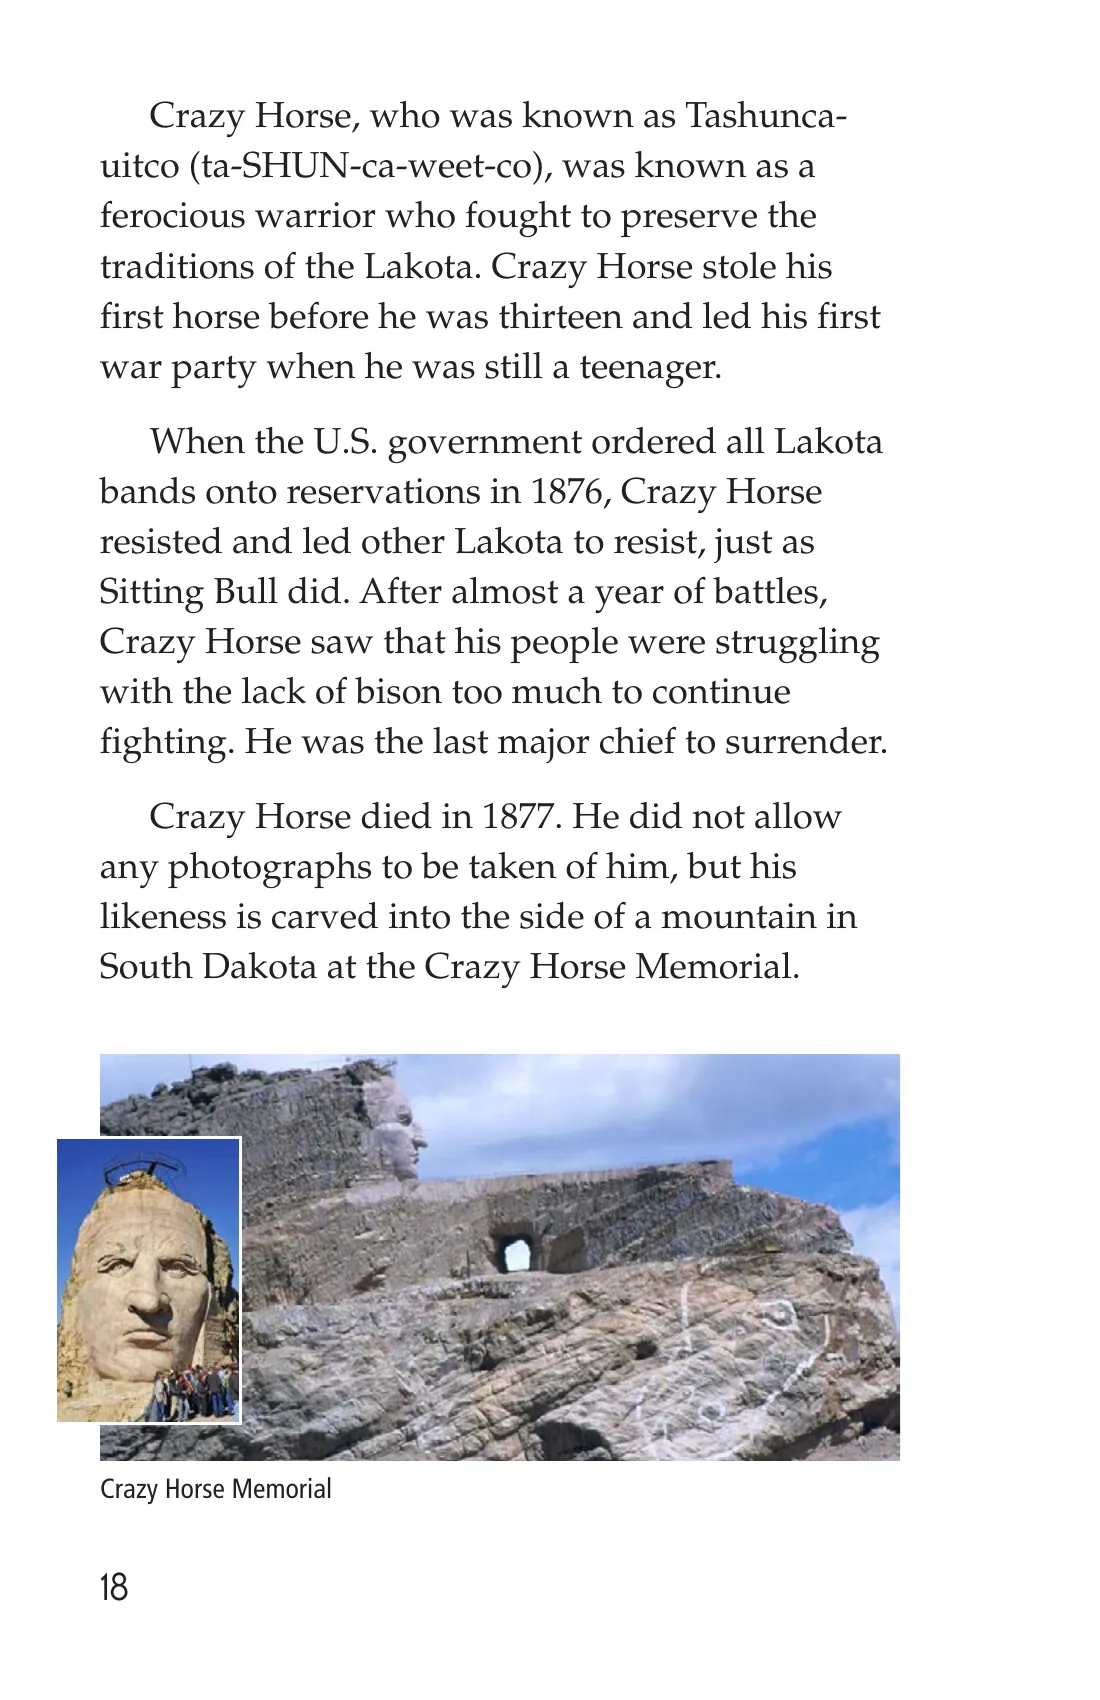 Crazy Horse, who was known as Tashunca-
uitco (ta-SHUN-ca-weet-co), was known as a
ferocious warrior who fought to preserve the
traditions of the Lakota. Crazy Horse stole his
first horse before he was thirteen and led his first
war party when he was still a teenager.
When the U.S. government ordered all Lakota
bands onto reservations in 1876, Crazy Horse
resisted and led other Lakota to resist, just as
Sitting Bull did. After almost a year of battles,
Crazy Horse saw that his people were struggling
with the lack of bison too much to continue
fighting. He was the last major chief to surrender.
Crazy Horse died in 1877. He did not allow
any photographs to be taken of him, but his
likeness is carved into the side of a mountain in
South Dakota at the Crazy Horse Memorial.
Crazy Horse Memorial
18